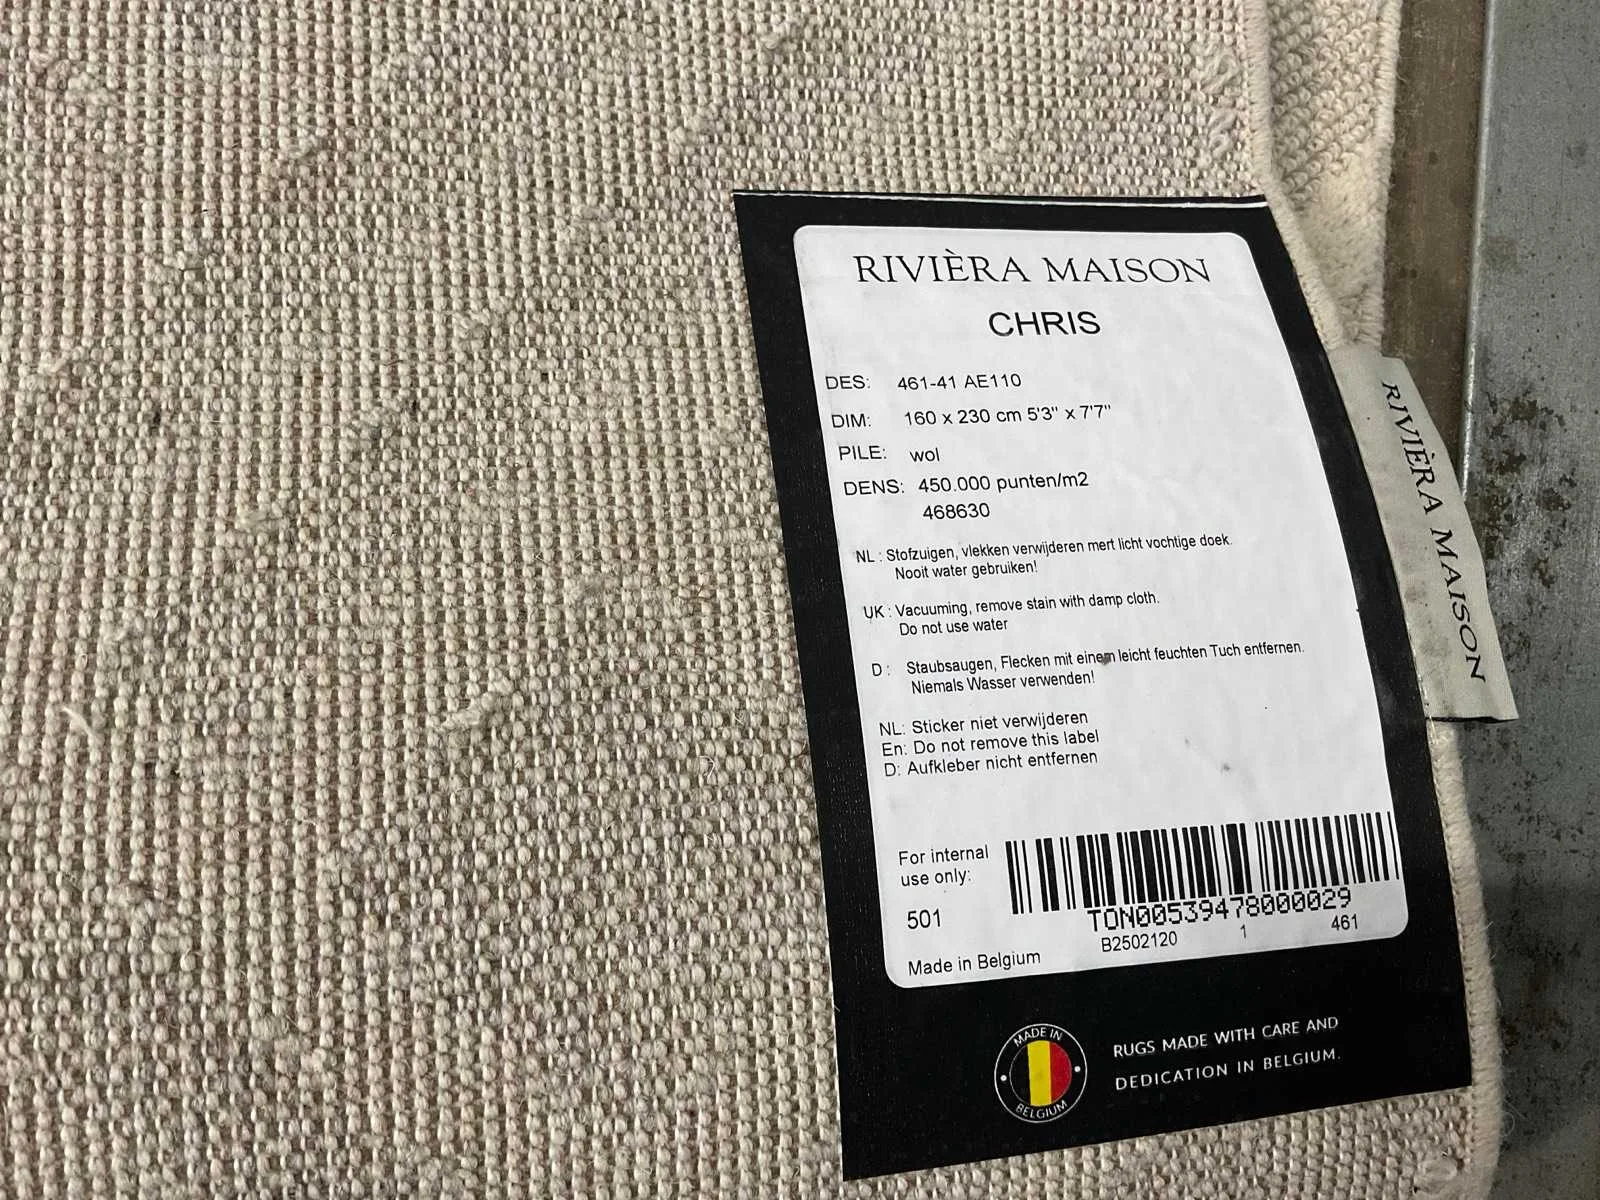 RIVIÈRA MAISON
CHRIS
DES: 461-41 AE110
DIM: 160 x 230 cm 5'3" x 7'7"
PILE: wol
DENS: 450.000 punten/m2
468630
NL : Stofzuigen, vlekken verwijderen mert licht vochtige doek.
Nooit water gebruiken!
UK : Vacuuming, remove stain with damp cloth.
Do not use water
D : Staubsaugen, Flecken mit einem leicht feuchten Tuch entfernen.
Niemals Wasser verwenden!
NL: Sticker niet verwijderen
En: Do not remove this label
D: Aufkleber nicht entfernen
For internal
use only:
501
TON00539478000029
B2502120 1 461
Made in Belgium
MADE IN
BELGIUM
RUGS MADE WITH CARE AND
DEDICATION IN BELGIUM.
RIVIÈRA MAISON